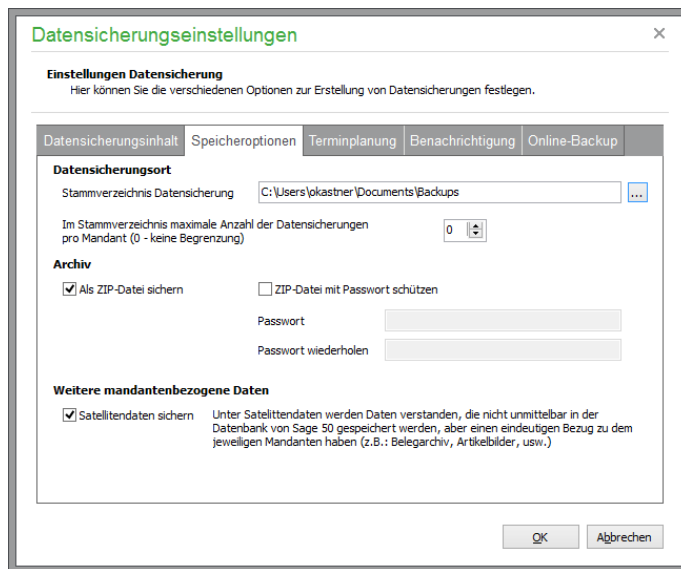 Datensicherungseinstellungen
Einstellungen Datensicherung
Hier können Sie die verschiedenen Optionen zur Erstellung von Datensicherungen festlegen.
Datensicherungsinhalt Speicheroptionen Terminplanung Benachrichtigung Online-Backup
Datensicherungsort
Stammverzeichnis Datensicherung C:\Users\okastner\Documents\Backups ...
Im Stammverzeichnis maximale Anzahl der Datensicherungen
pro Mandant (0 - keine Begrenzung) 0
Archiv
Als ZIP-Datei sichern ZIP-Datei mit Passwort schützen
Passwort
Passwort wiederholen
Weitere mandantenbezogene Daten
Satellitendaten sichern Unter Satelittendaten werden Daten verstanden, die nicht unmittelbar in der
Datenbank von Sage 50 gespeichert werden, aber einen eindeutigen Bezug zu dem
jeweiligen Mandanten haben (z.B.: Belegarchiv, Artikelbilder, usw.)
OK Abbrechen